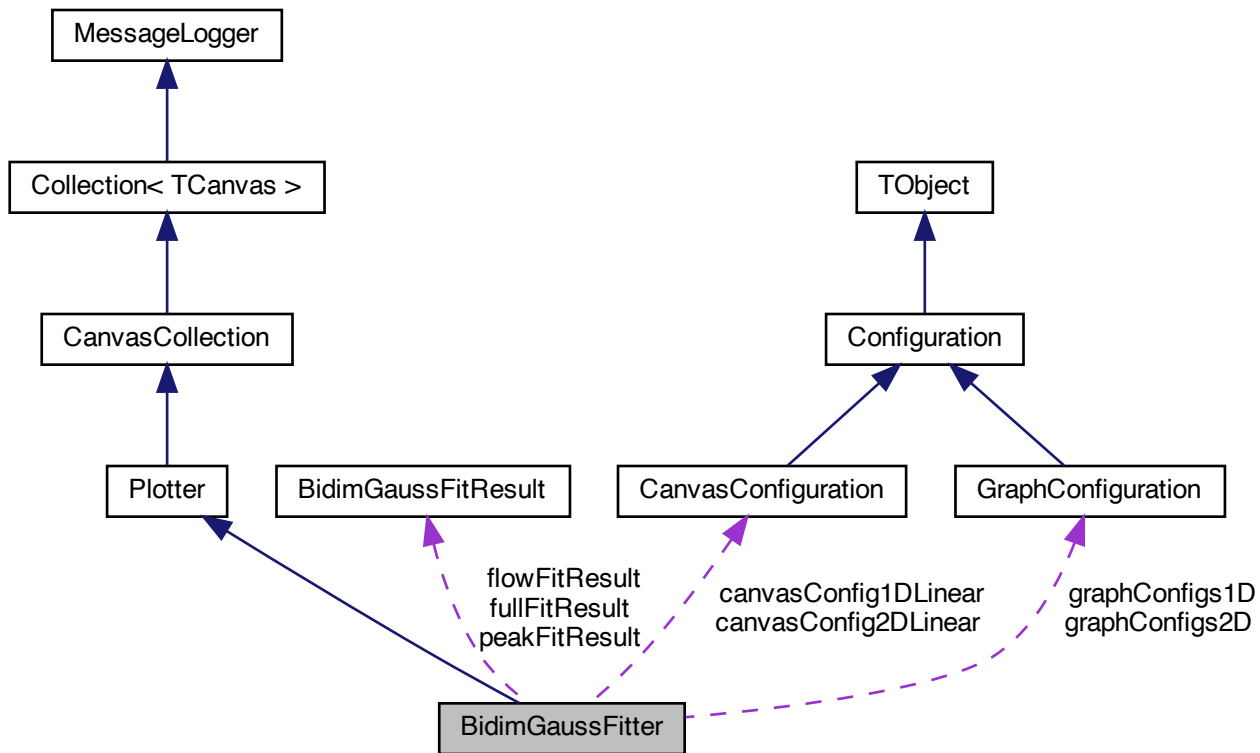 MessageLogger
Collection< TCanvas >
TObject
CanvasCollection
Configuration
Plotter
BidimGaussFitResult
CanvasConfiguration
GraphConfiguration
flowFitResult
fullFitResult
peakFitResult
canvasConfig1DLinear
canvasConfig2DLinear
graphConfigs1D
graphConfigs2D
BidimGaussFitter